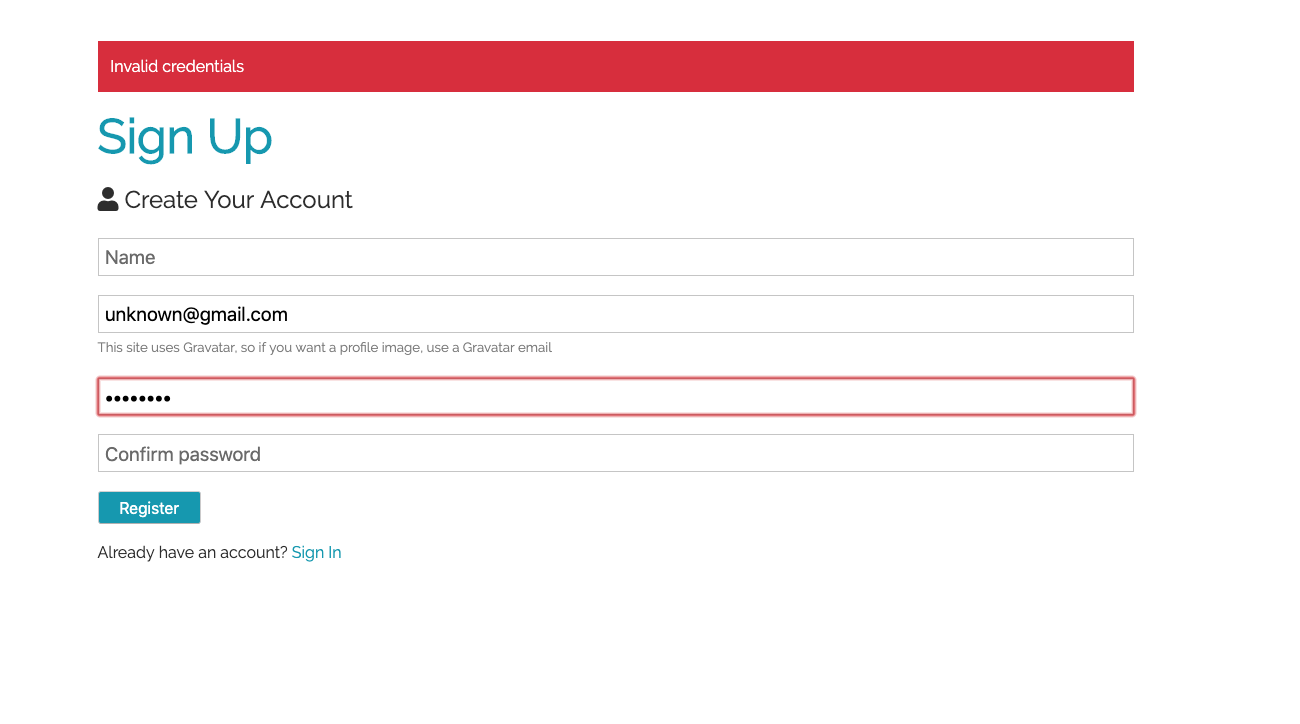 Invalid credentials
Sign Up
Create Your Account
Name
unknown@gmail.com
This site uses Gravatar, so if you want a profile image, use a Gravatar email
••••••••
Confirm password
Register
Already have an account? Sign In